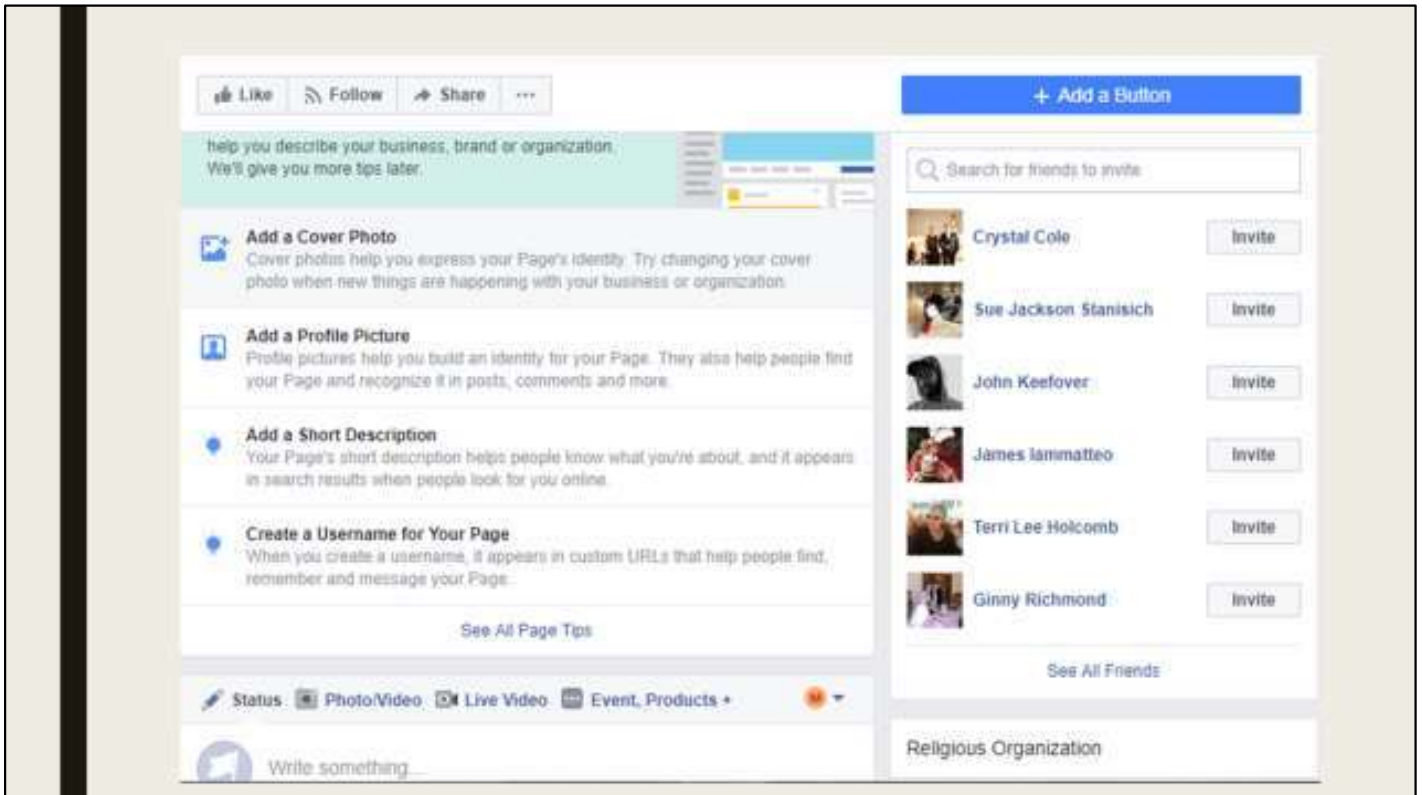 Like Follow Share ...
+ Add a Button
help you describe your business, brand or organization.
We'll give you more tips later.
Add a Cover Photo
Cover photos help you express your Page's identity. Try changing your cover
photo when new things are happening with your business or organization.
Add a Profile Picture
Profile pictures help you build an identity for your Page. They also help people find
your Page and recognize it in posts, comments and more.
Add a Short Description
Your Page's short description helps people know what you're about, and it appears
in search results when people look for you online.
Create a Username for Your Page
When you create a username, it appears in custom URLs that help people find,
remember and message your Page.
See All Page Tips
Status Photo/Video Live Video Event, Products +
Write something...
Search for friends to invite
Crystal Cole Invite
Sue Jackson Stanisich Invite
John Keefover Invite
James Iammatteo Invite
Terri Lee Holcomb Invite
Ginny Richmond Invite
See All Friends
Religious Organization